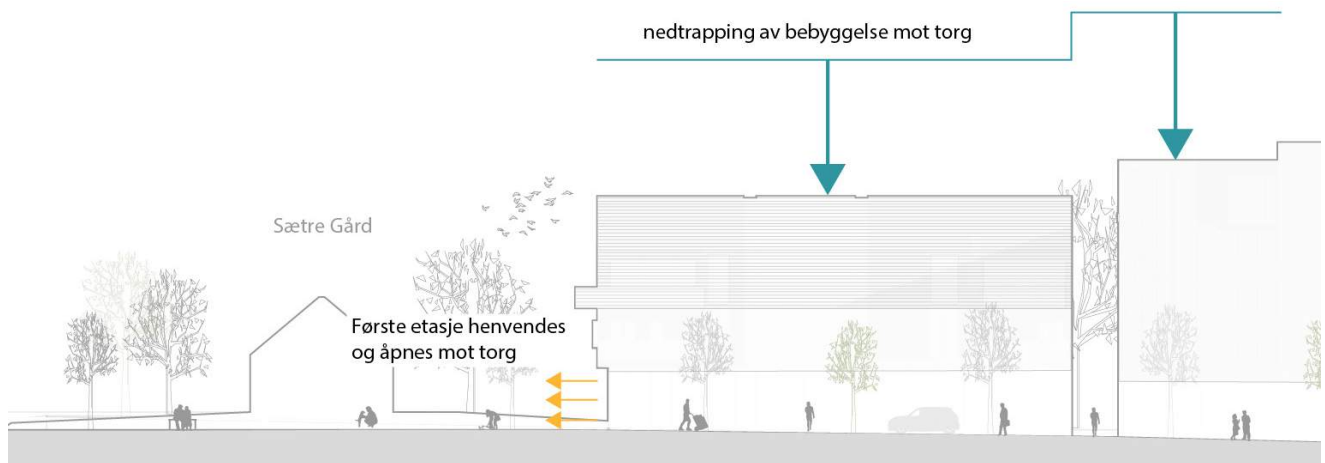 nedtrapping av bebyggelse mot torg
Sætre Gård
Første etasje henvendes
og åpnes mot torg